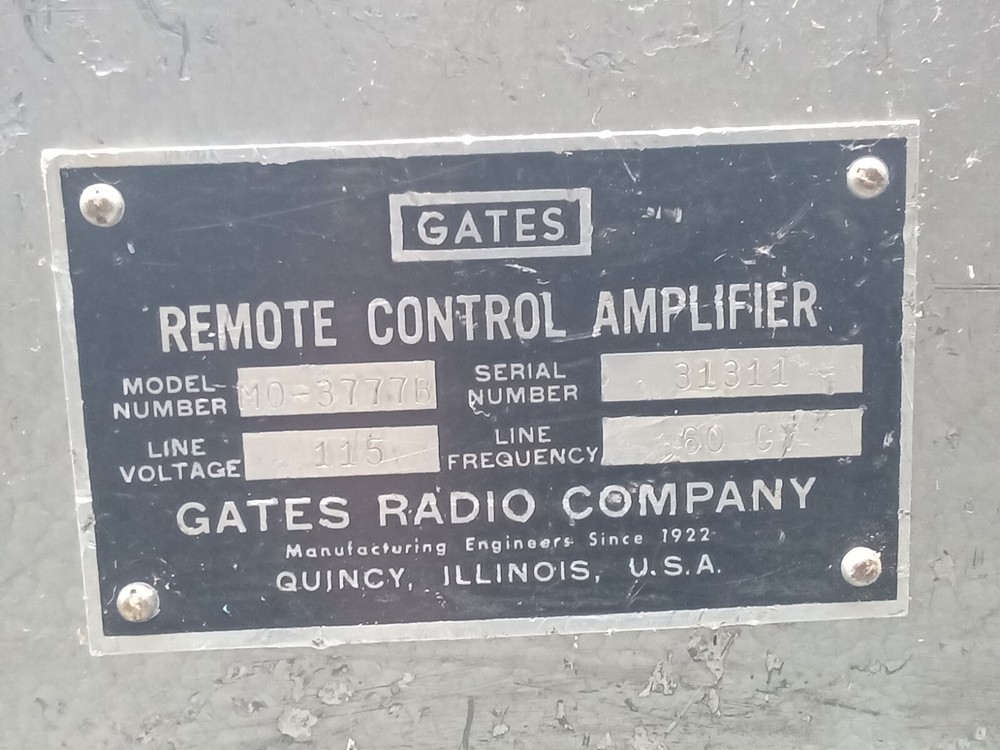 GATES
REMOTE CONTROL AMPLIFIER
MODEL NUMBER MO-3777B SERIAL NUMBER 31311
LINE VOLTAGE 115 LINE FREQUENCY 60 CY
GATES RADIO COMPANY
Manufacturing Engineers Since 1922
QUINCY, ILLINOIS, U.S.A.